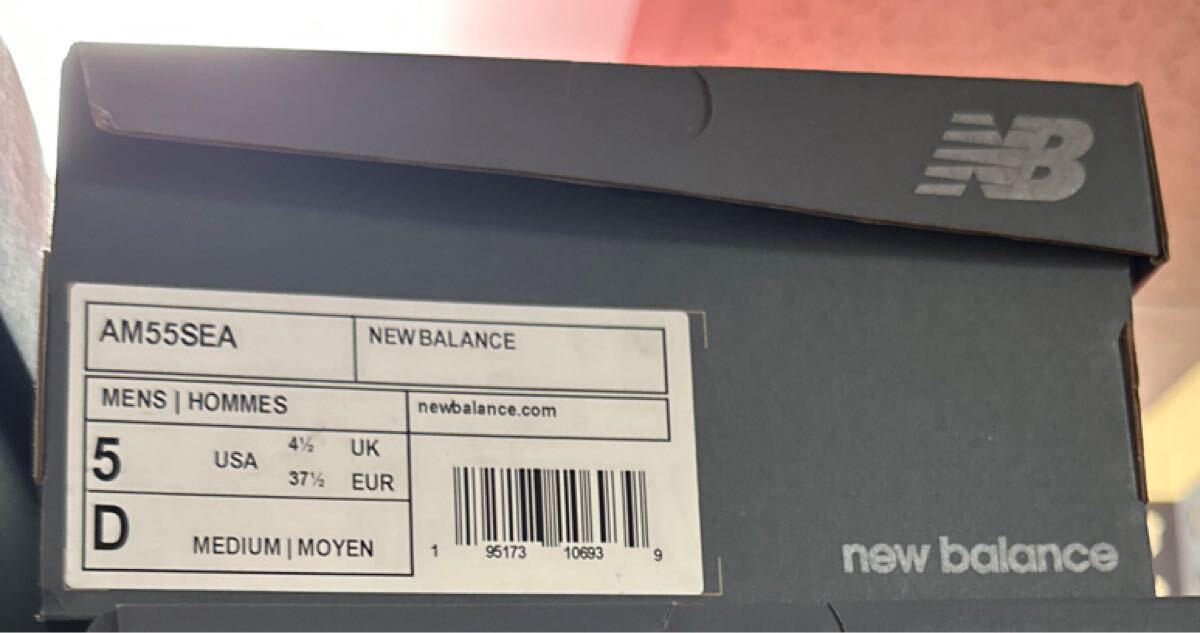 NB
AM55SEA
NEW BALANCE
MENS | HOMMES
newbalance.com
5 USA 4½ UK
37½ EUR
D MEDIUM | MOYEN
1 95173 10693 9
new balance